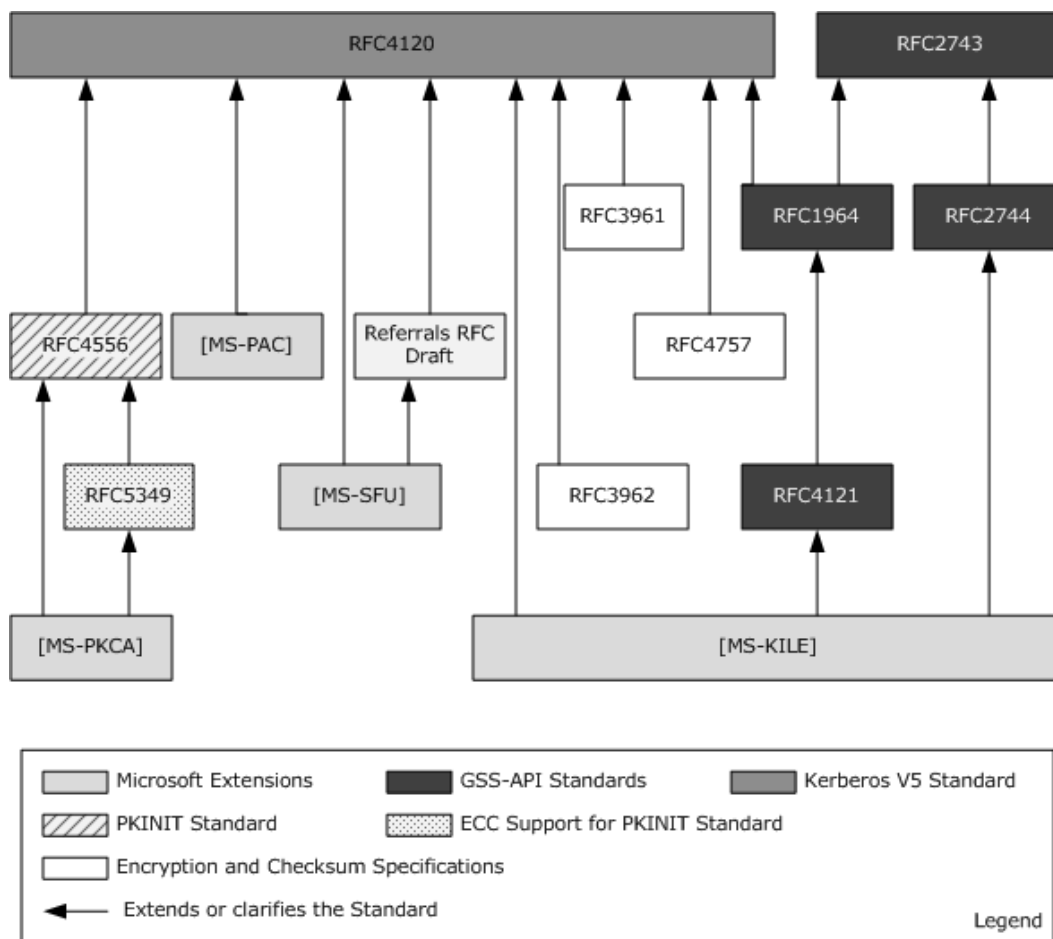 RFC4120
RFC2743
RFC3961
RFC1964
RFC2744
RFC4556
[MS-PAC]
Referrals RFC
Draft
RFC4757
RFC5349
[MS-SFU]
RFC3962
RFC4121
[MS-PKCA]
[MS-KILE]
Microsoft Extensions
GSS-API Standards
Kerberos V5 Standard
PKINIT Standard
ECC Support for PKINIT Standard
Encryption and Checksum Specifications
Extends or clarifies the Standard
Legend